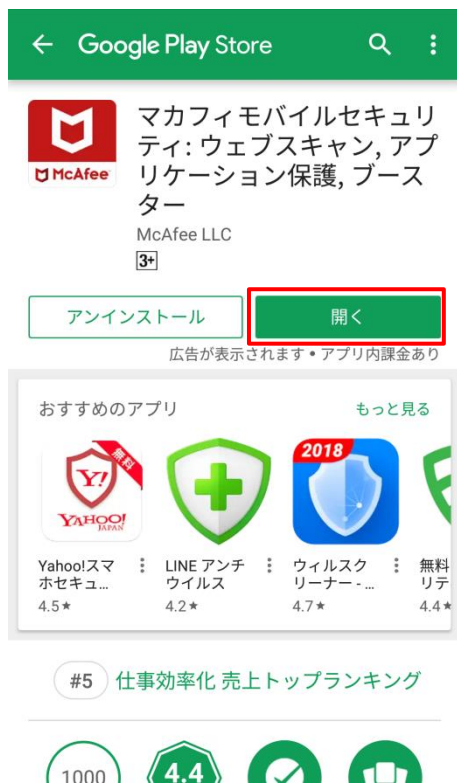 Google Play Store
マカフィモバイルセキュリ
ティ: ウェブスキャン, アプ
リケーション保護, ブース
ター
McAfee
McAfee LLC
3+
アンインストール
開く
広告が表示されます • アプリ内課金あり
おすすめのアプリ
もっと見る
無料
Y!
YAHOO!
JAPAN
2018
Yahoo!スマ
ホセキュ...
4.5★
LINE アンチ
ウイルス
4.2★
ウィルスク
リーナー - ...
4.7★
無料
リテ
4.4★
#5 仕事効率化 売上トップランキング
1000
4.4